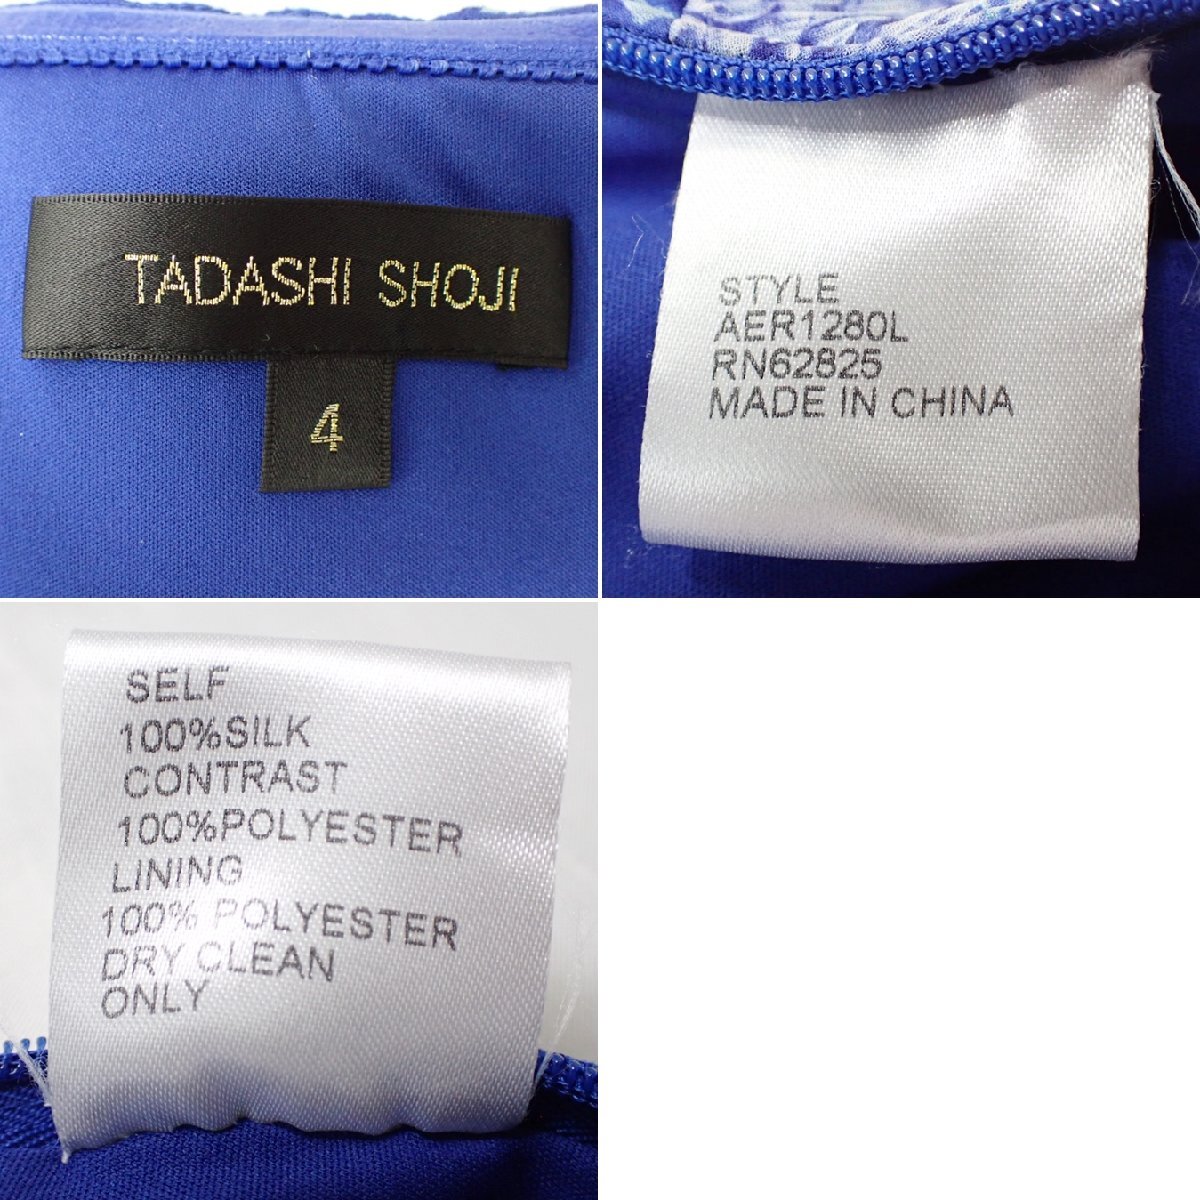 TADASHI SHOJI
4
STYLE
AER1280L
RN62825
MADE IN CHINA
SELF
100%SILK
CONTRAST
100%POLYESTER
LINING
100% POLYESTER
DRY CLEAN
ONLY